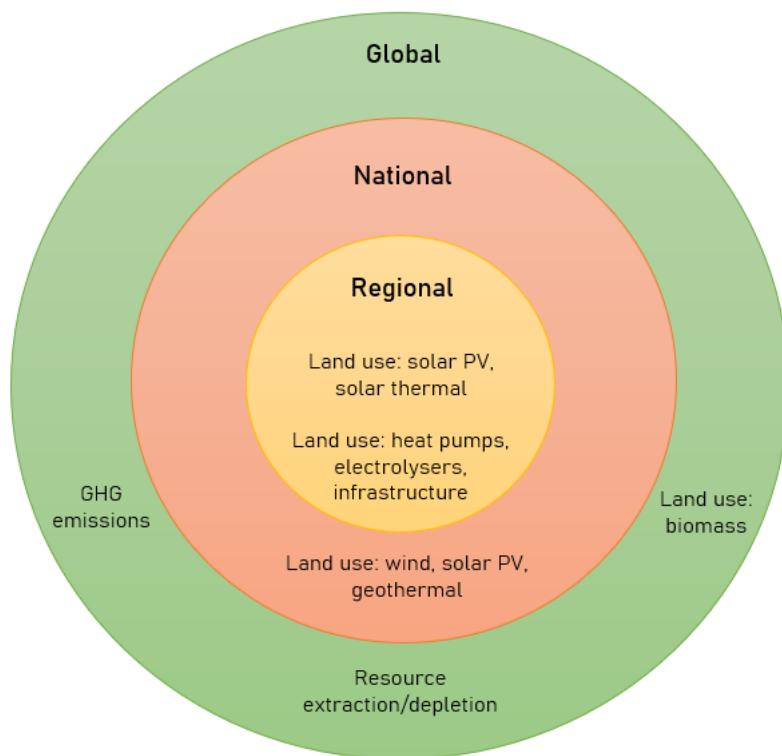 Global
National
Regional
Land use: solar PV,
solar thermal
Land use: heat pumps,
electrolysers,
infrastructure
GHG
emissions
Land use:
biomass
Land use: wind, solar PV,
geothermal
Resource
extraction/depletion